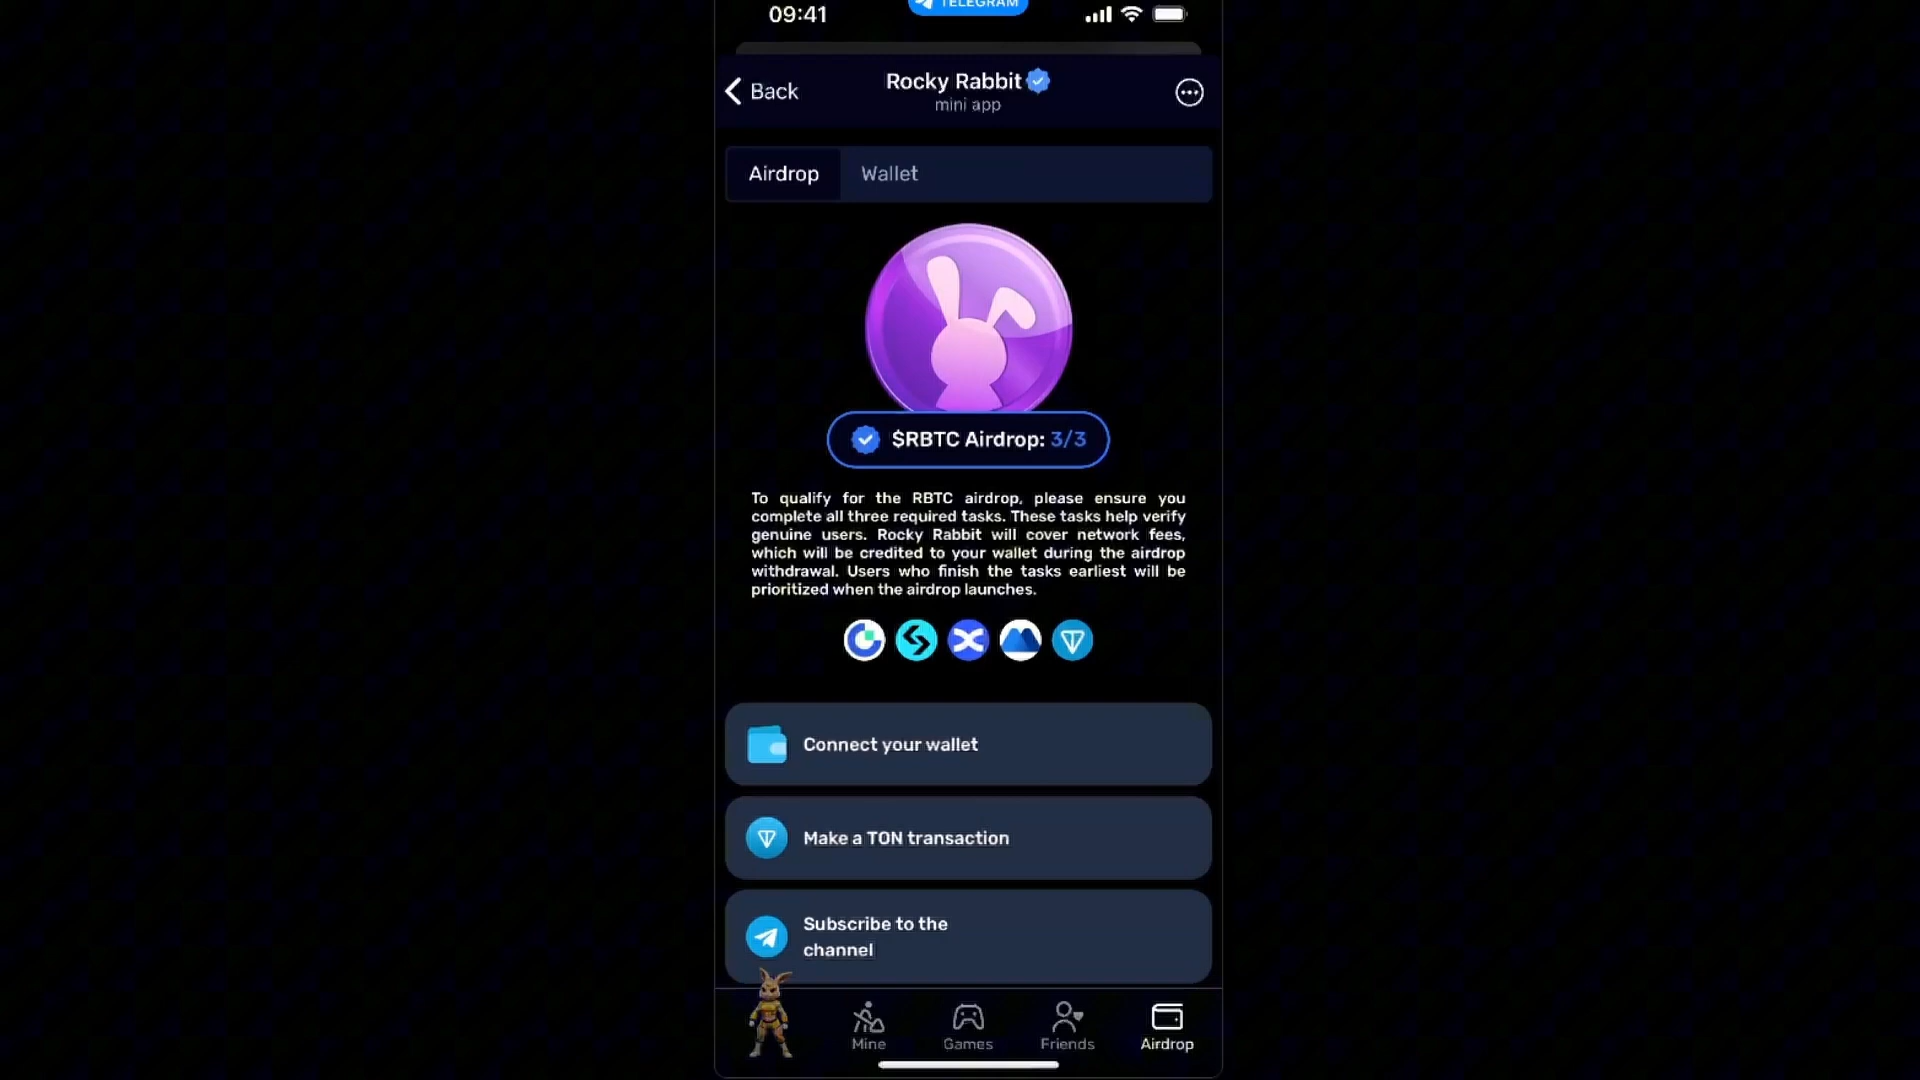 09:41
TELEGRAM
Back
Rocky Rabbit
mini app
Airdrop
Wallet
$RBTC Airdrop: 3/3
To qualify for the RBTC airdrop, please ensure you
complete all three required tasks. These tasks help verify
genuine users. Rocky Rabbit will cover network fees,
which will be credited to your wallet during the airdrop
withdrawal. Users who finish the tasks earliest will be
prioritized when the airdrop launches.
Connect your wallet
Make a TON transaction
Subscribe to the
channel
Mine
Games
Friends
Airdrop